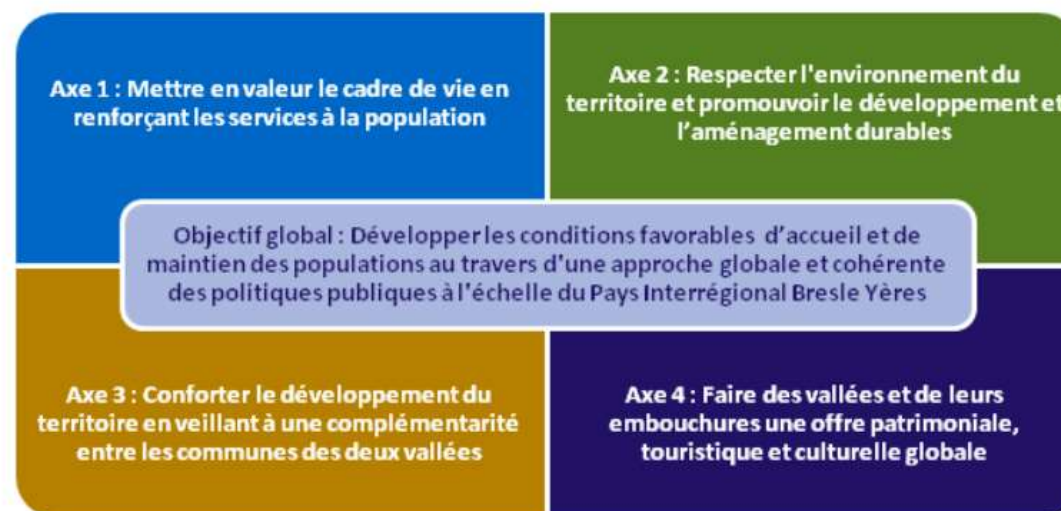 Axe 1 : Mettre en valeur le cadre de vie en
renforçant les services à la population
Axe 2 : Respecter l'environnement du
territoire et promouvoir le développement et
l'aménagement durables
Objectif global : Développer les conditions favorables d'accueil et de
maintien des populations au travers d'une approche globale et cohérente
des politiques publiques à l'échelle du Pays Interrégional Bresle Yères
Axe 3 : Conforter le développement du
territoire en veillant à une complémentarité
entre les communes des deux vallées
Axe 4 : Faire des vallées et de leurs
embouchures une offre patrimoniale,
touristique et culturelle globale